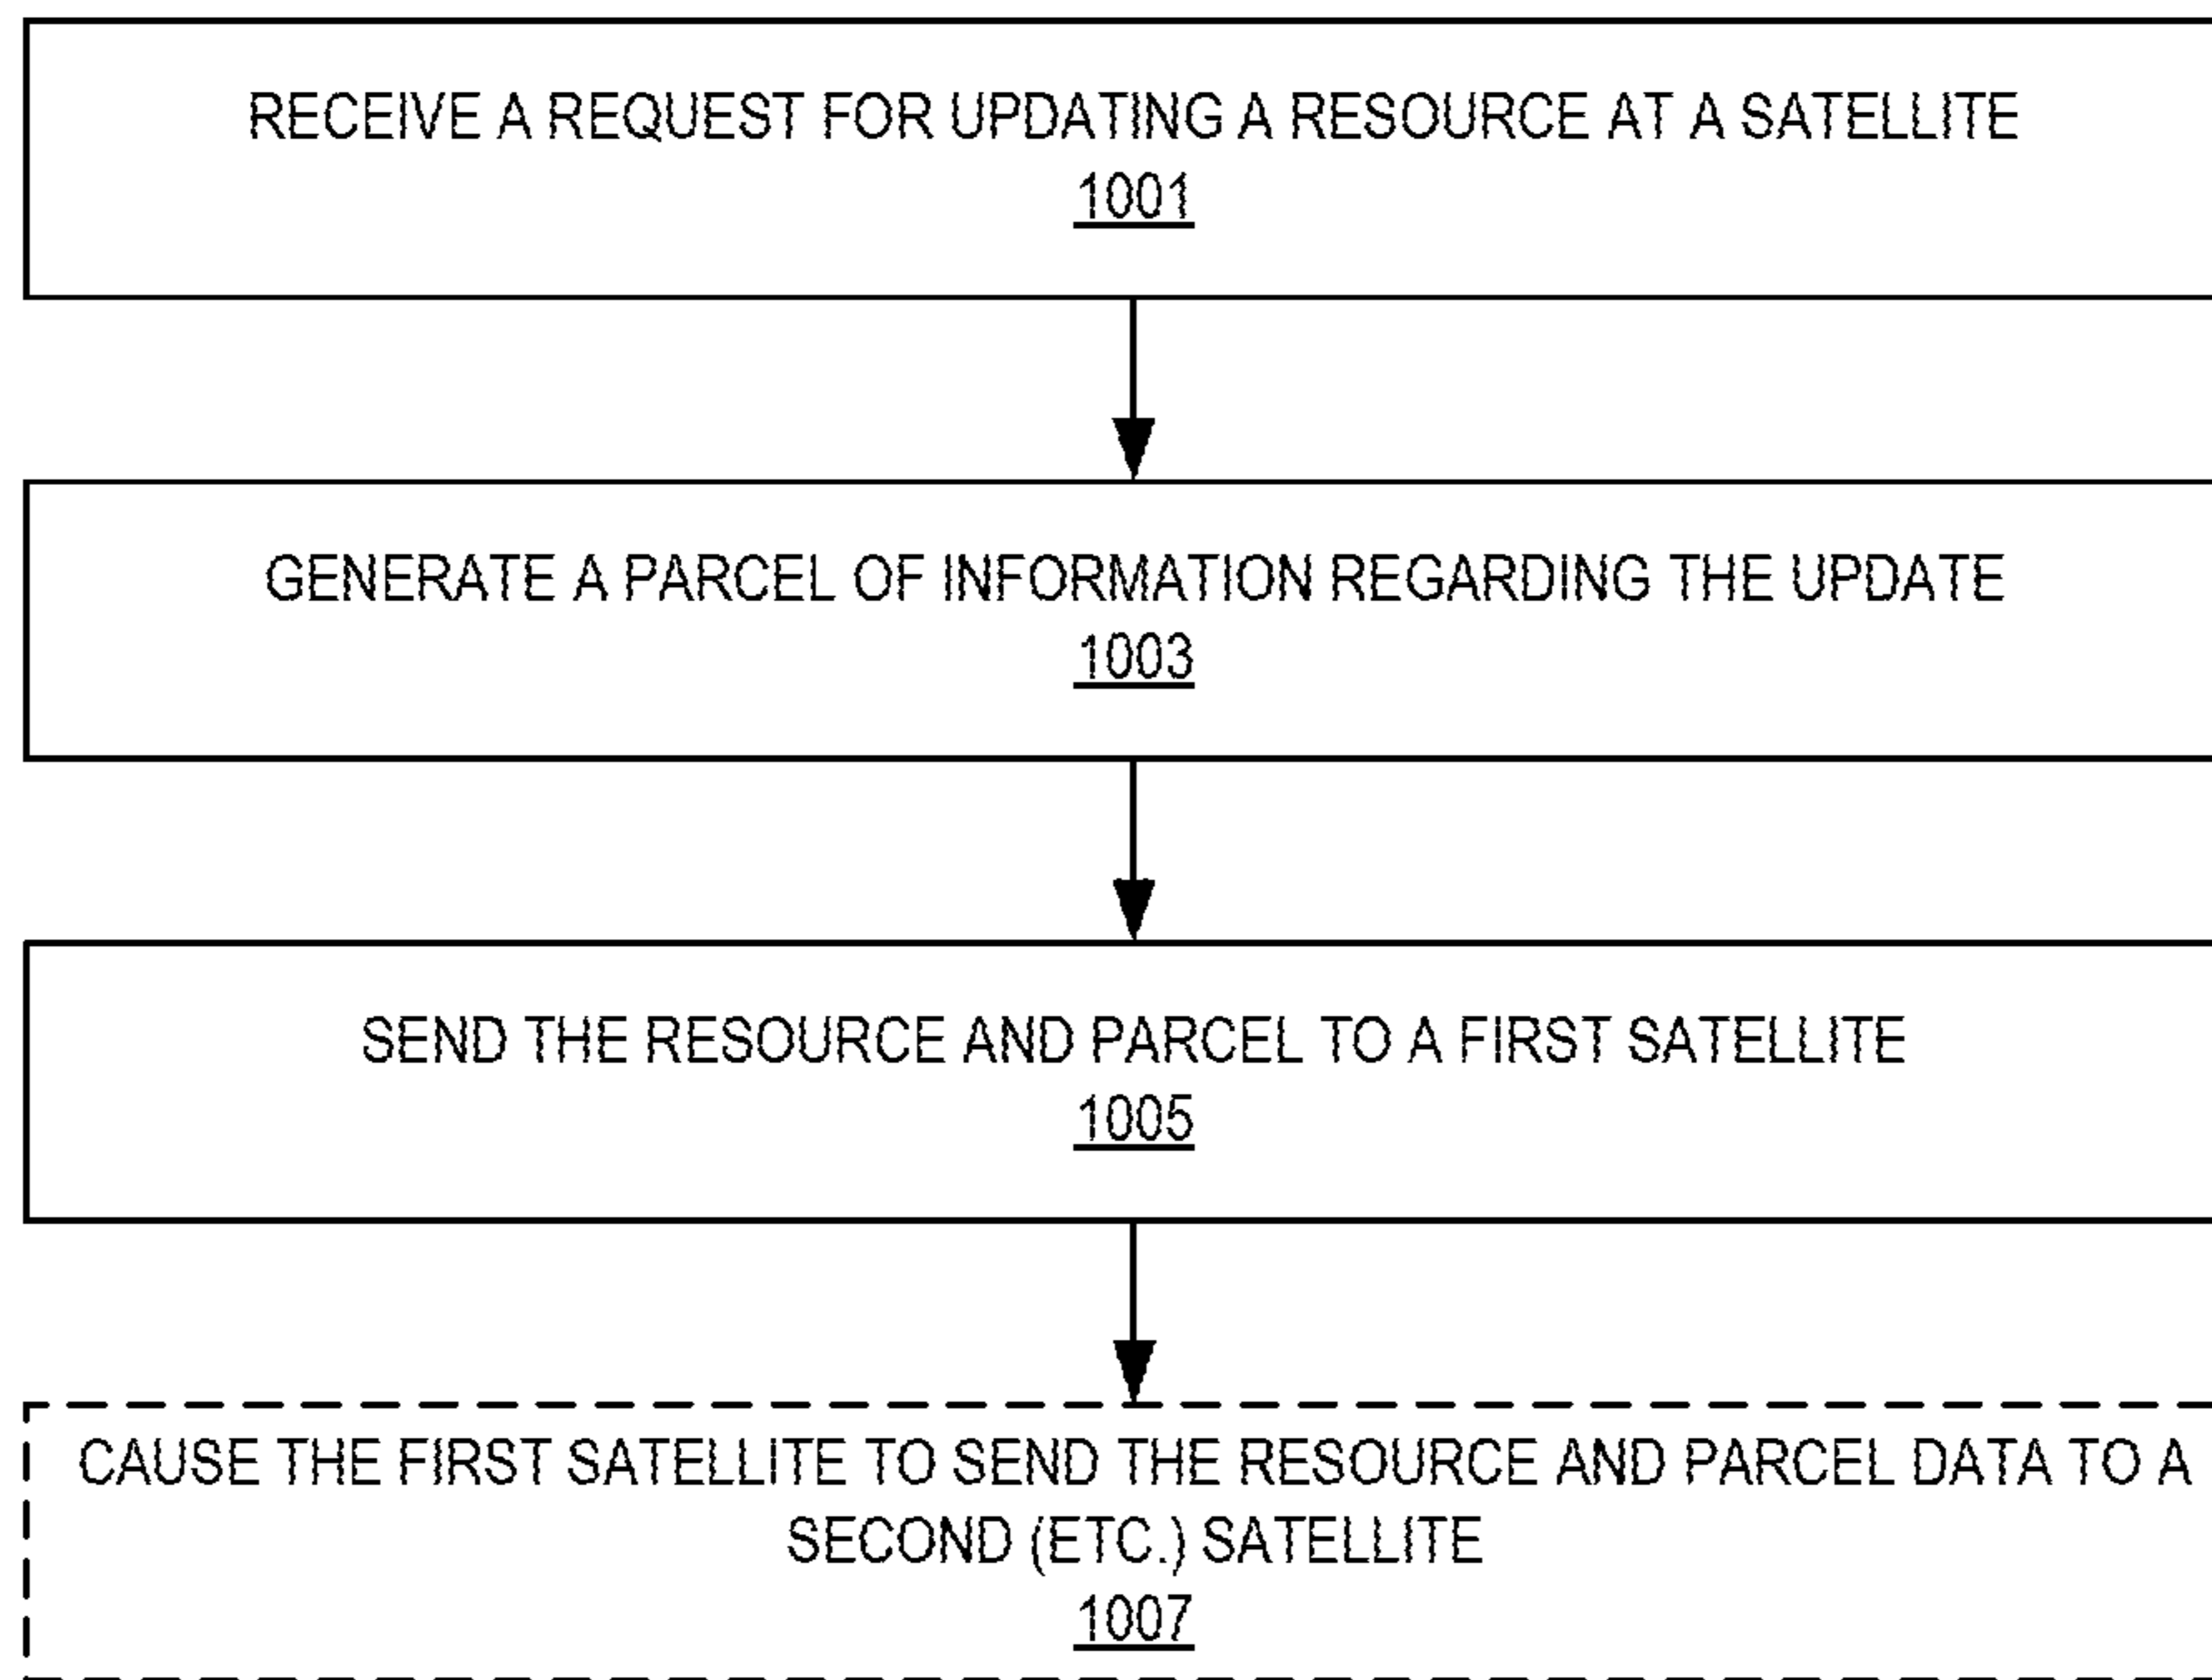 RECEIVE A REQUEST FOR UPDATING A RESOURCE AT A SATELLITE
1001
GENERATE A PARCEL OF INFORMATION REGARDING THE UPDATE
1003
SEND THE RESOURCE AND PARCEL TO A FIRST SATELLITE
1005
CAUSE THE FIRST SATELLITE TO SEND THE RESOURCE AND PARCEL DATA TO A
SECOND (ETC.) SATELLITE
1007